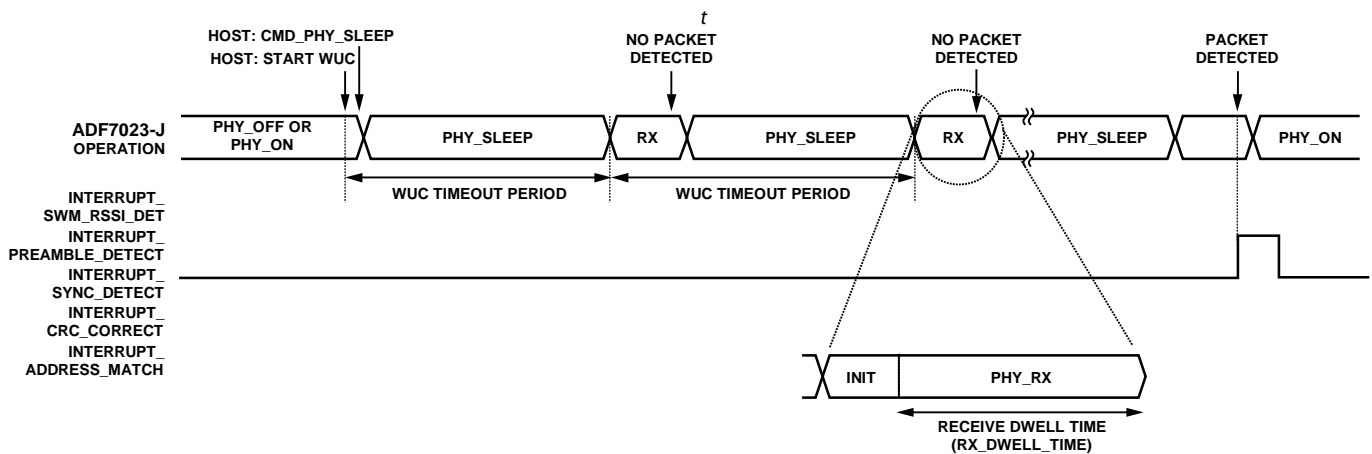 t
HOST: CMD_PHY_SLEEP
HOST: START WUC
NO PACKET
DETECTED
NO PACKET
DETECTED
PACKET
DETECTED
ADF7023-J
OPERATION
PHY_OFF OR
PHY_ON
PHY_SLEEP
RX
PHY_SLEEP
RX
PHY_SLEEP
PHY_ON
WUC TIMEOUT PERIOD
WUC TIMEOUT PERIOD
INTERRUPT_
SWM_RSSI_DET
INTERRUPT_
PREAMBLE_DETECT
INTERRUPT_
SYNC_DETECT
INTERRUPT_
CRC_CORRECT
INTERRUPT_
ADDRESS_MATCH
INIT
PHY_RX
RECEIVE DWELL TIME
(RX_DWELL_TIME)